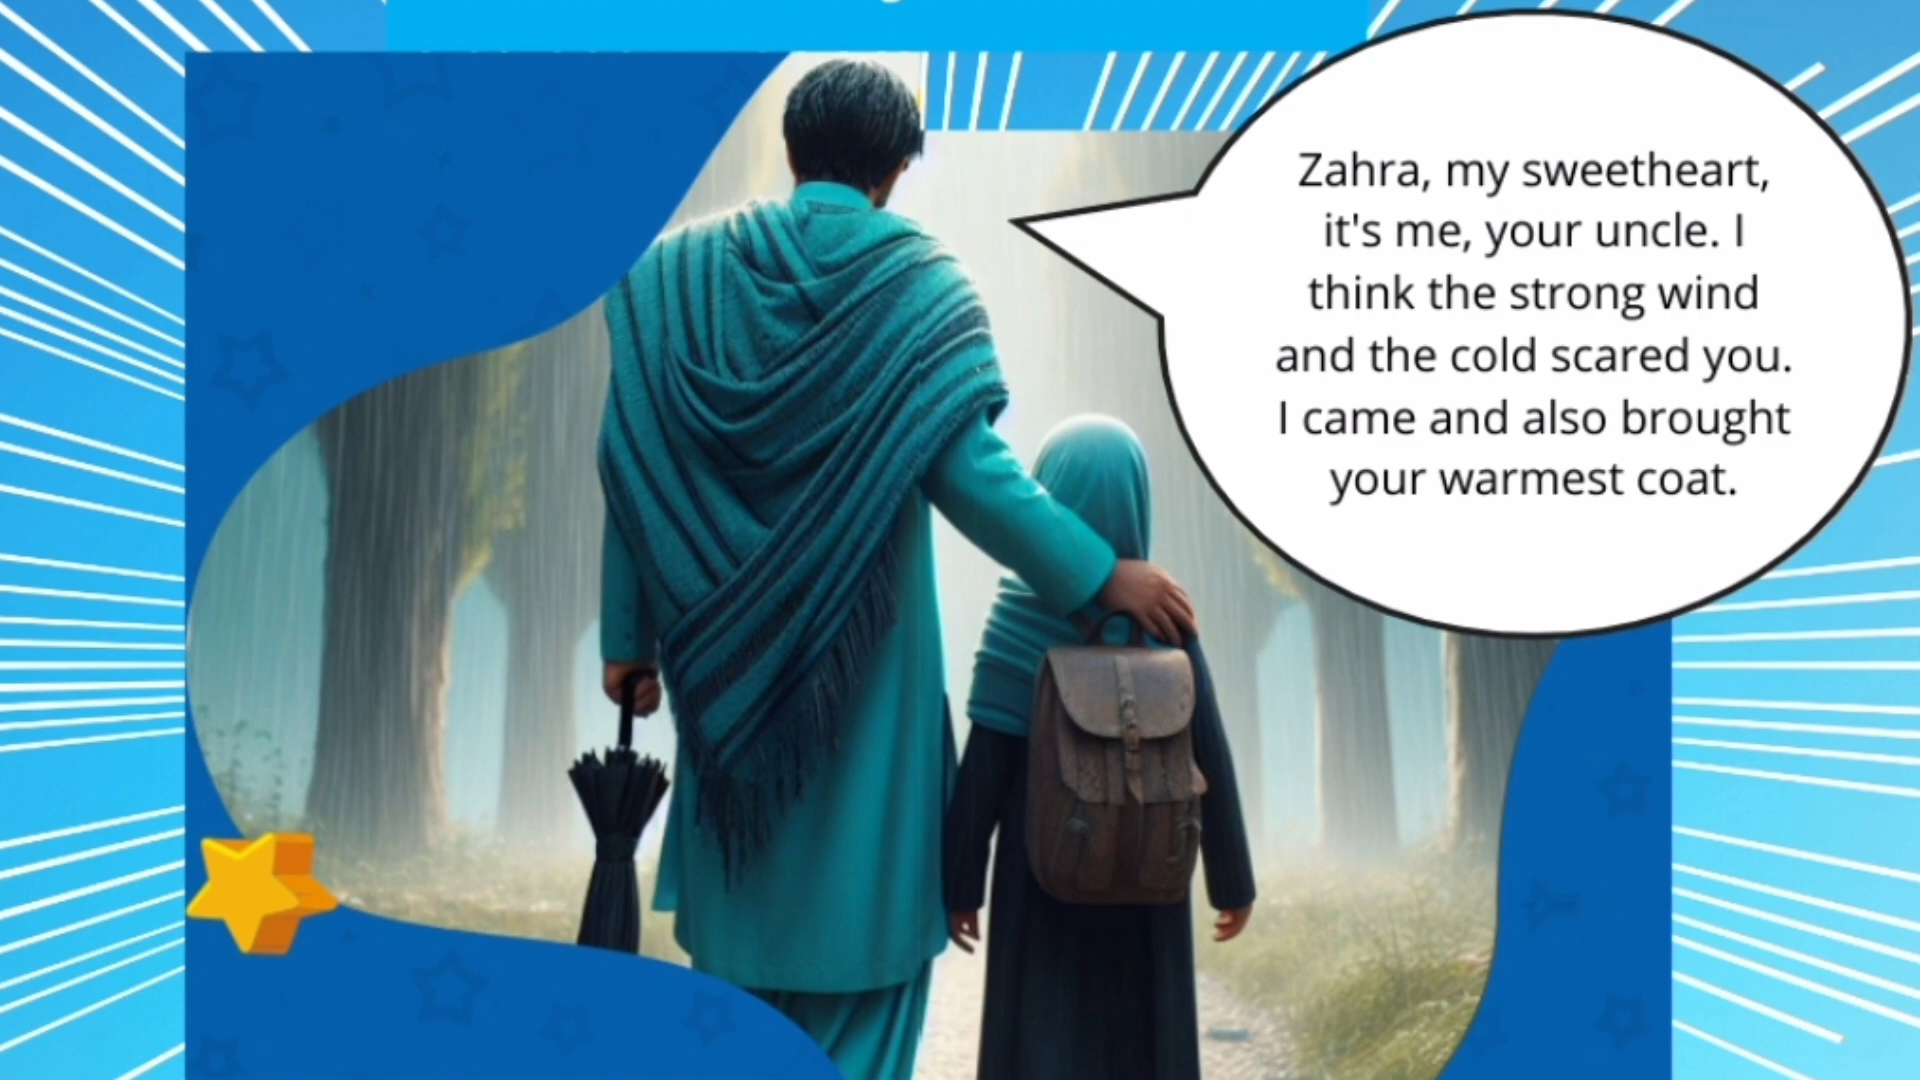 Zahra, my sweetheart,
it's me, your uncle. I
think the strong wind
and the cold scared you.
I came and also brought
your warmest coat.